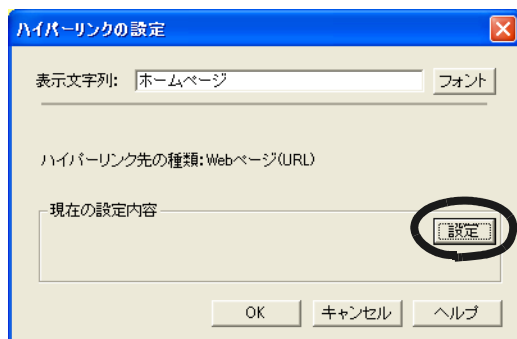 ハイパーリンクの設定
表示文字列: ホームページ フォント
ハイパーリンク先の種類:Webページ(URL)
現在の設定内容
設定
OK キャンセル ヘルプ